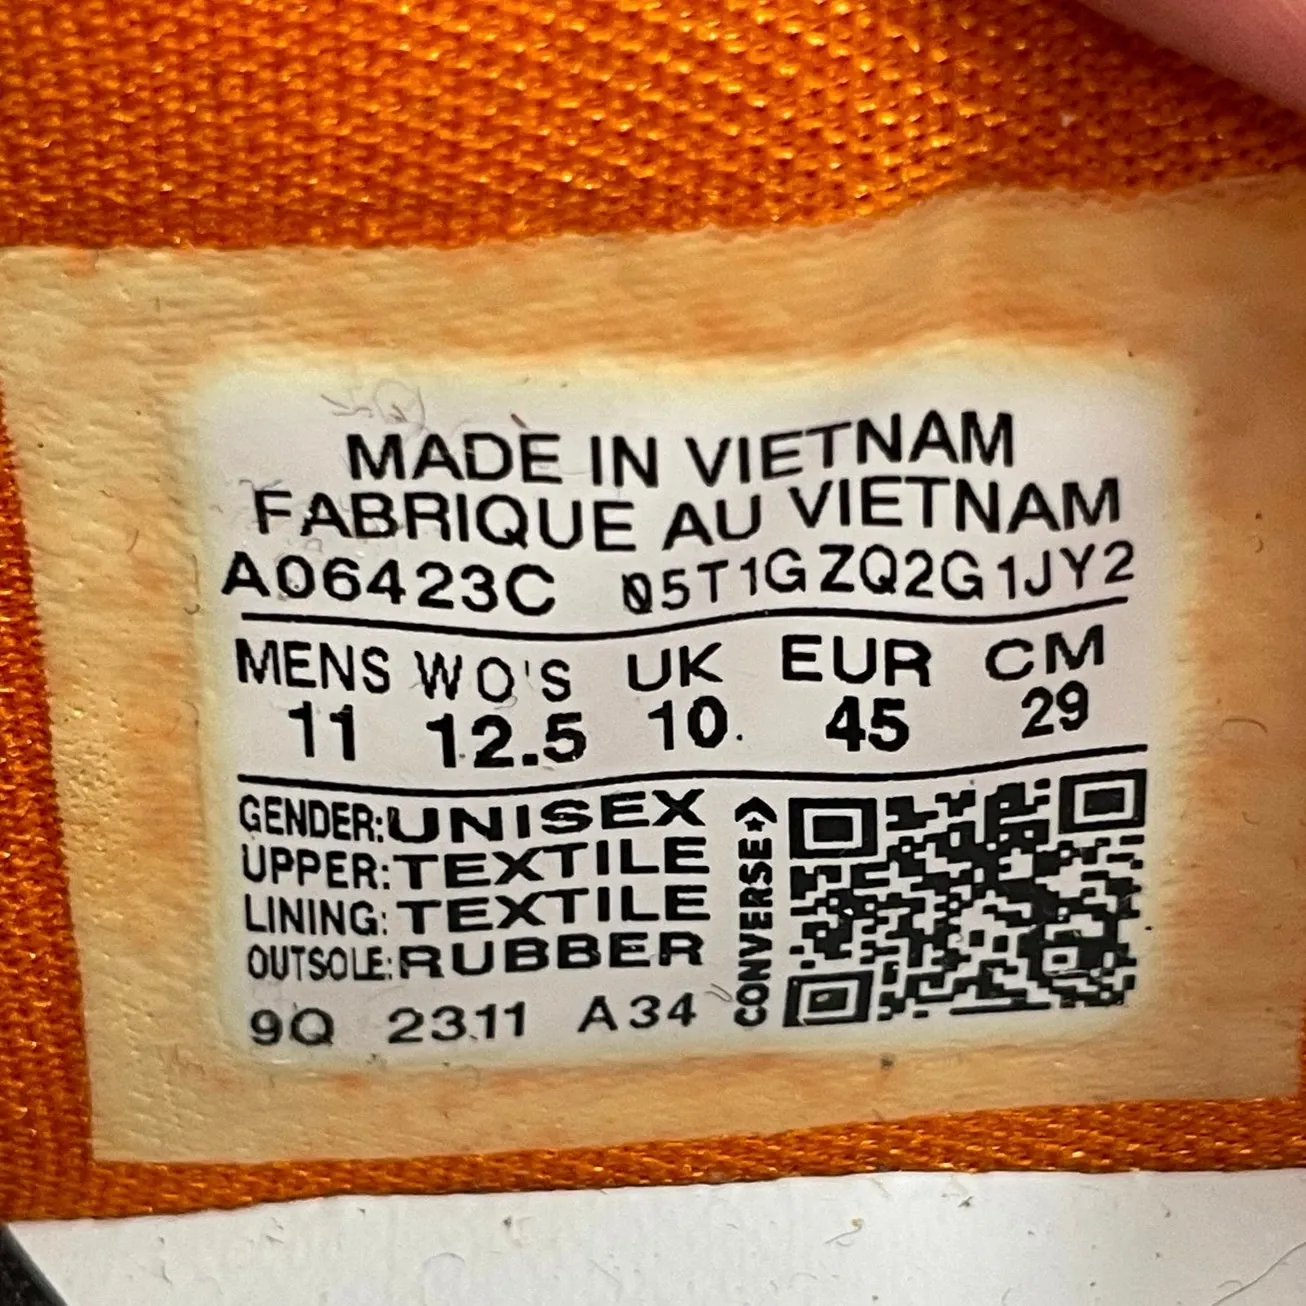 MADE IN VIETNAM
FABRIQUE AU VIETNAM
A06423C 05T1GZQ2G1JY2
MENS WO'S UK EUR CM
11 12.5 10 45 29
GENDER:UNISEX
UPPER:TEXTILE
LINING:TEXTILE
OUTSOLE:RUBBER
9Q 2311 A34
CONVERSE